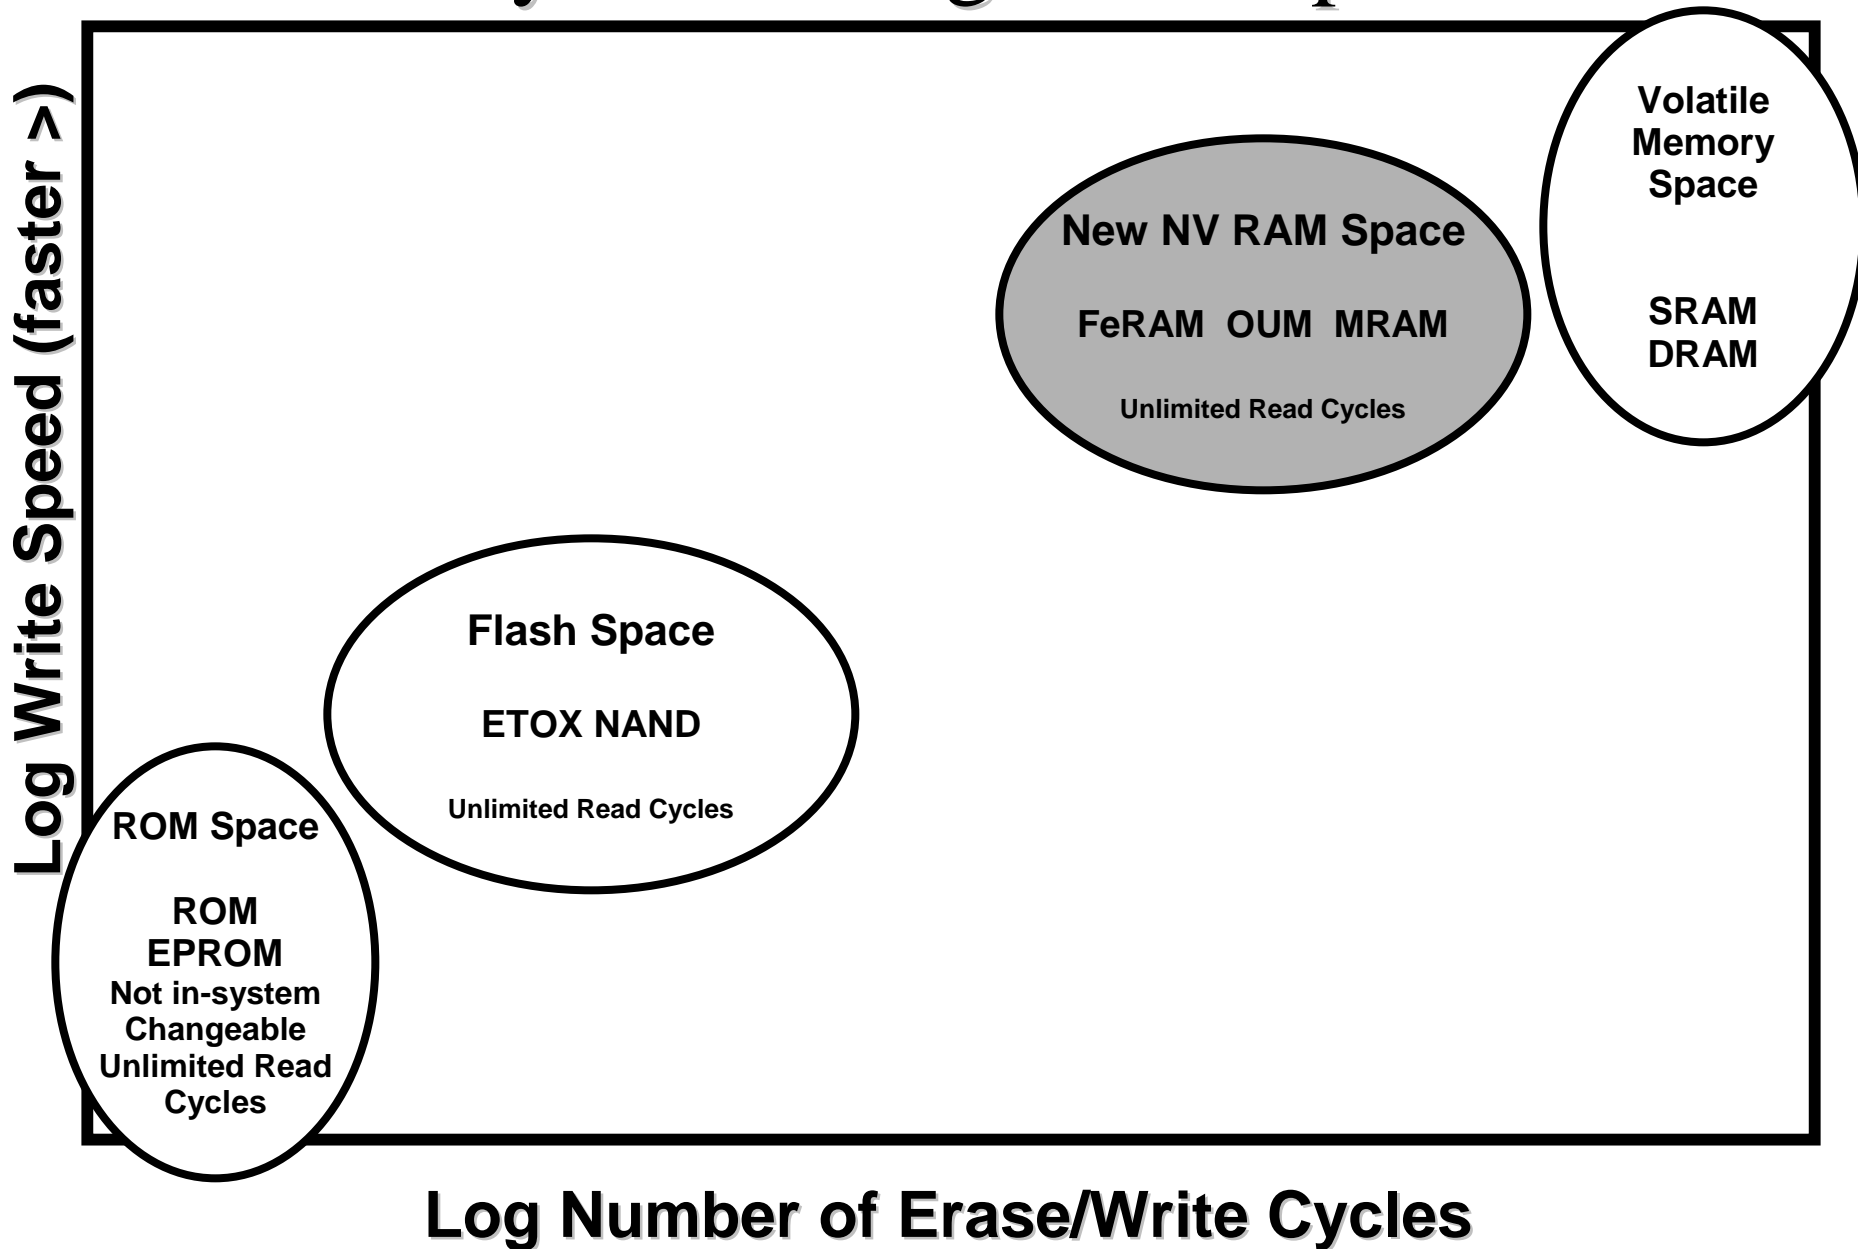 Log Write Speed (faster >)
Volatile
Memory
Space
SRAM
DRAM
New NV RAM Space
FeRAM OUM MRAM
Unlimited Read Cycles
Flash Space
ETOX NAND
Unlimited Read Cycles
ROM Space
ROM
EPROM
Not in-system
Changeable
Unlimited Read
Cycles
Log Number of Erase/Write Cycles